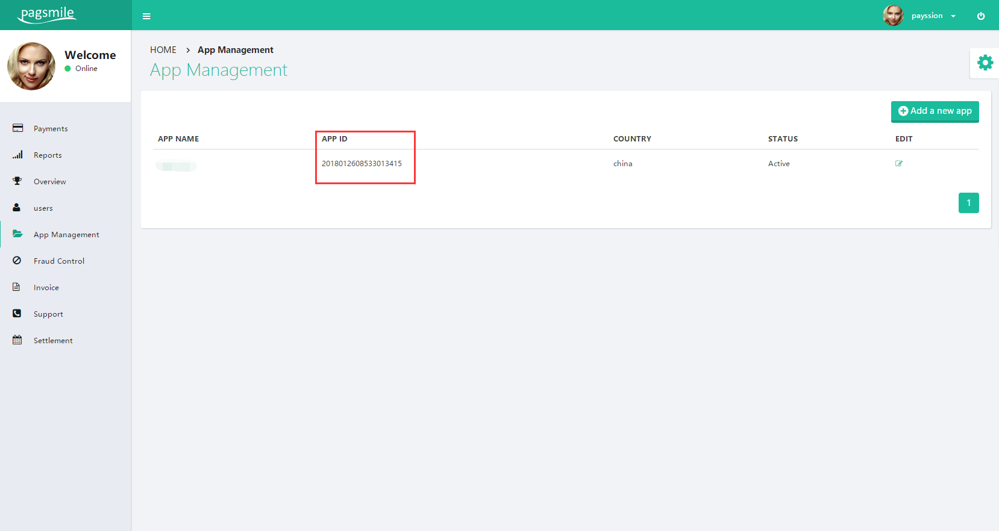 pagsmile
payssion
Welcome
Online
Payments
Reports
Overview
users
App Management
Fraud Control
Invoice
Support
Settlement
HOME > App Management
App Management
Add a new app
APP NAME APP ID COUNTRY STATUS EDIT
2018012608533013415 china Active
1